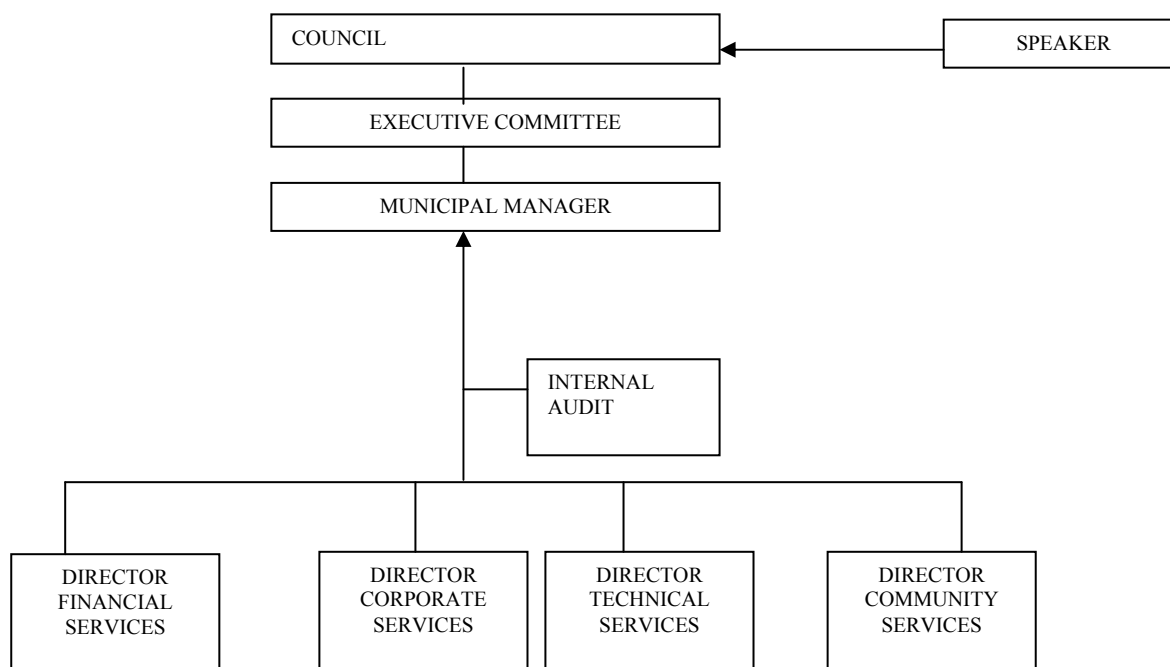 COUNCIL
SPEAKER
EXECUTIVE COMMITTEE
MUNICIPAL MANAGER
INTERNAL
AUDIT
DIRECTOR
FINANCIAL
SERVICES
DIRECTOR
CORPORATE
SERVICES
DIRECTOR
TECHNICAL
SERVICES
DIRECTOR
COMMUNITY
SERVICES